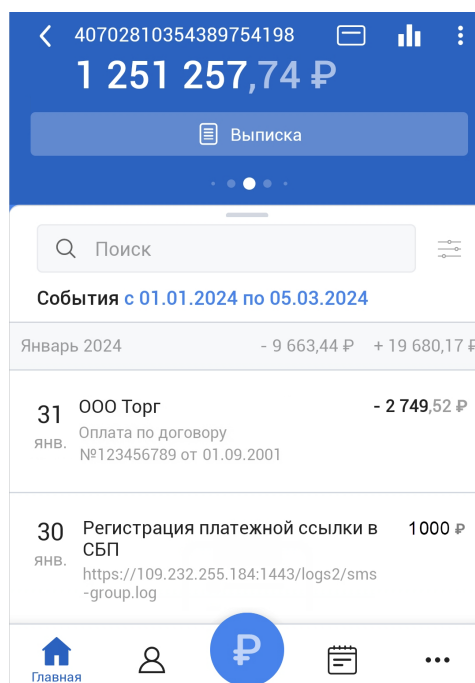 40702810354389754198
1 251 257,74 ₽
Выписка
Поиск
События с 01.01.2024 по 05.03.2024
Январь 2024 - 9 663,44 ₽ + 19 680,17 ₽
31 ООО Торг - 2 749,52 ₽
янв. Оплата по договору
№123456789 от 01.09.2001
30 Регистрация платежной ссылки в 1000 ₽
янв. СБП
https://109.232.255.184:1443/logs2/sms
-group.log
₽
Главная